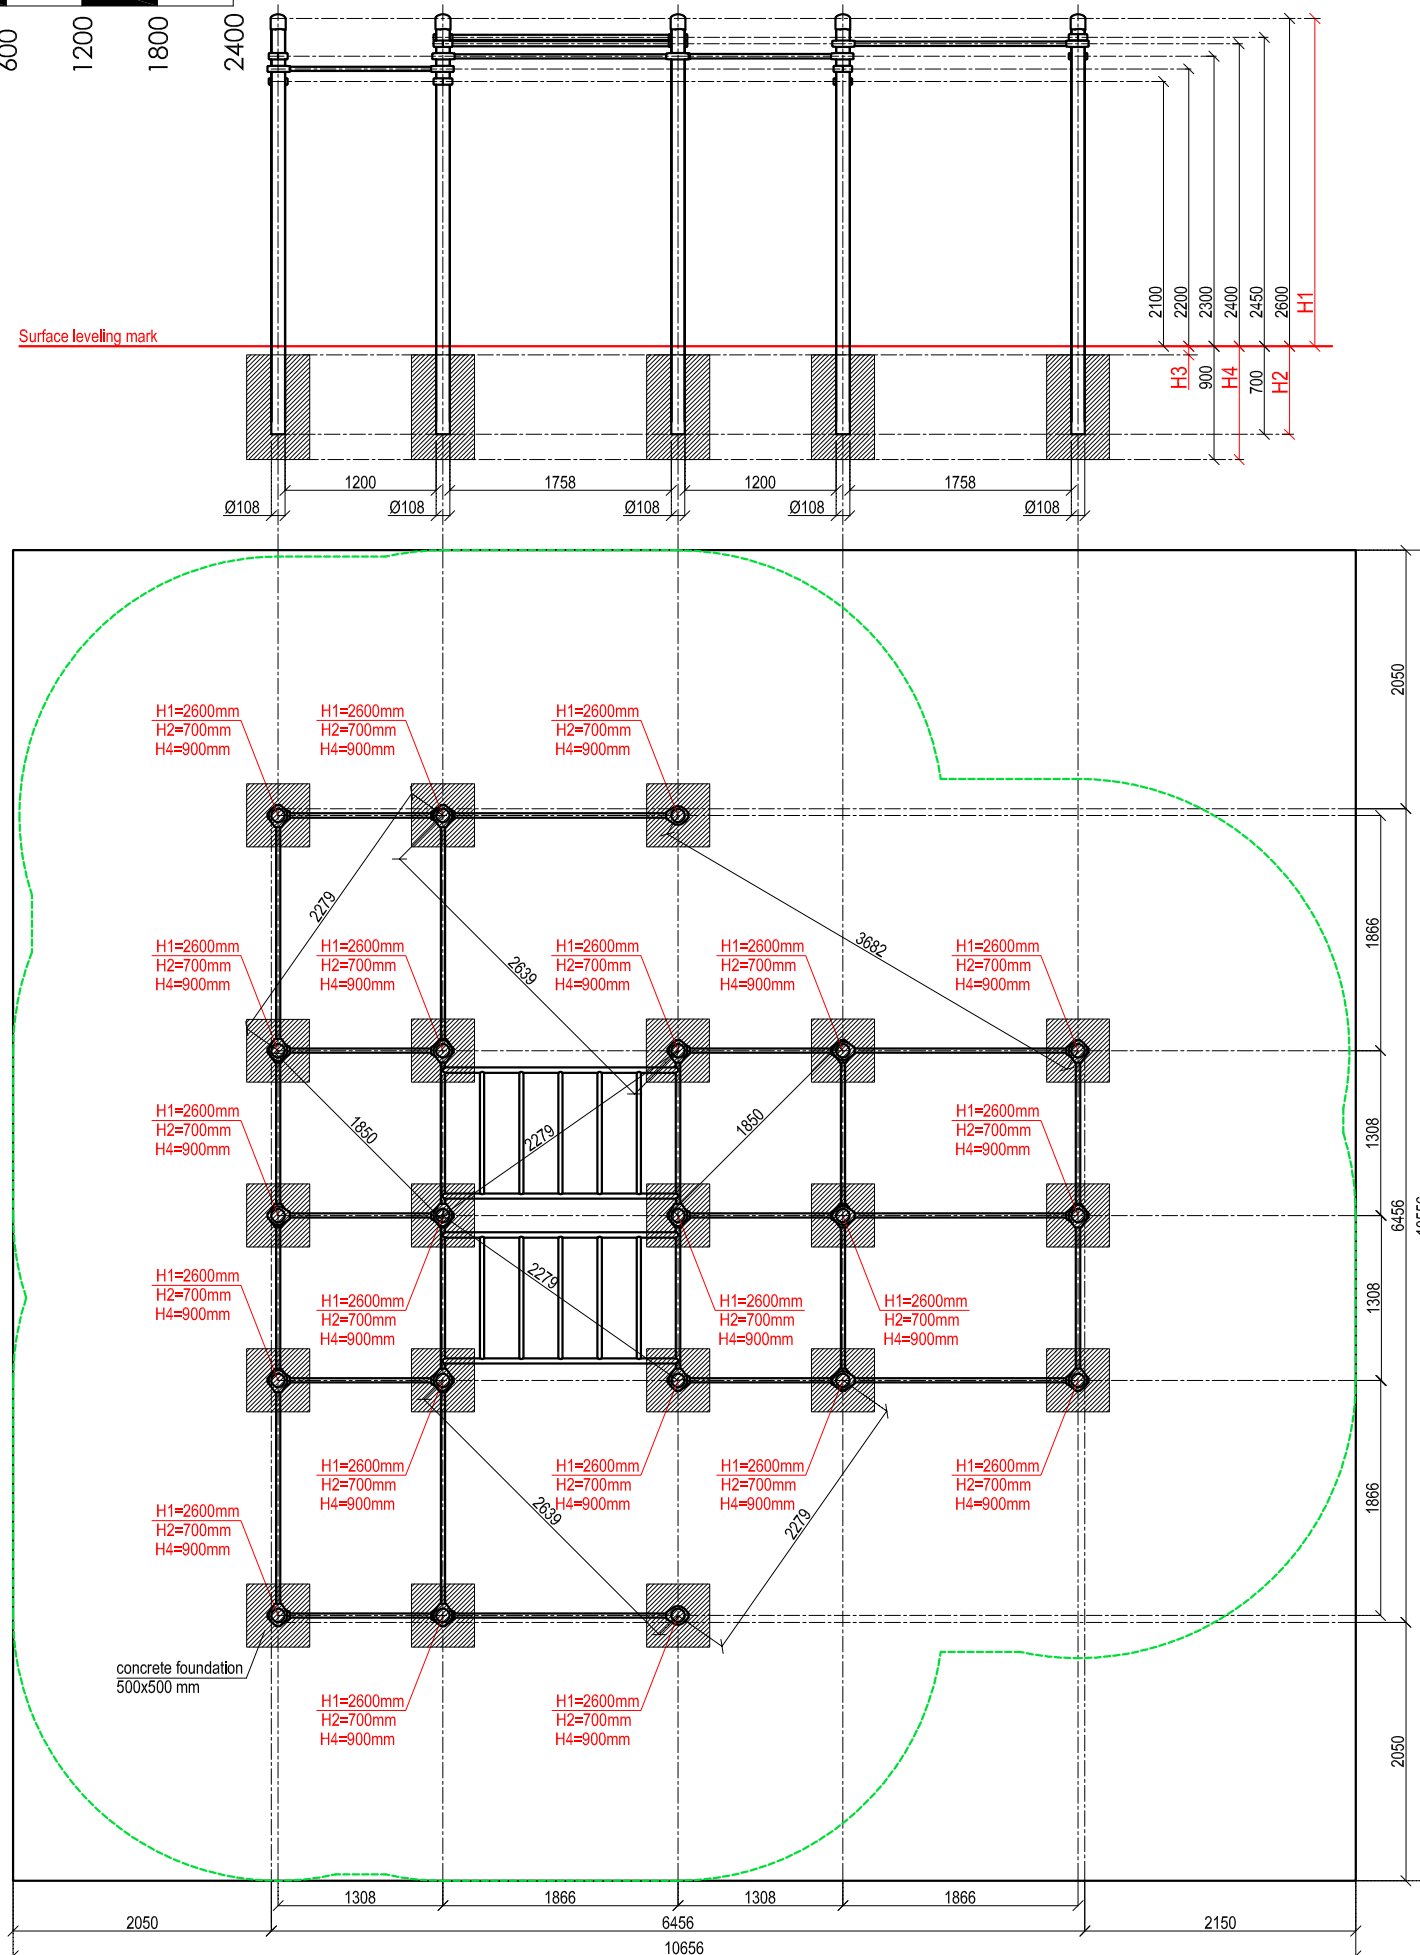 600
1200
1800
2400
Surface leveling mark
2100
2200
2300
2400
2450
2600
H1
H3
900
H4
700
H2
1200
1758
1200
1758
Ø108
Ø108
Ø108
Ø108
Ø108
2050
H1=2600mm
H2=700mm
H4=900mm
H1=2600mm
H2=700mm
H4=900mm
H1=2600mm
H2=700mm
H4=900mm
2279
2639
3682
1866
H1=2600mm
H2=700mm
H4=900mm
H1=2600mm
H2=700mm
H4=900mm
H1=2600mm
H2=700mm
H4=900mm
H1=2600mm
H2=700mm
H4=900mm
H1=2600mm
H2=700mm
H4=900mm
H1=2600mm
H2=700mm
H4=900mm
1850
2279
1850
H1=2600mm
H2=700mm
H4=900mm
1308
6456
H1=2600mm
H2=700mm
H4=900mm
2279
H1=2600mm
H2=700mm
H4=900mm
H1=2600mm
H2=700mm
H4=900mm
H1=2600mm
H2=700mm
H4=900mm
1308
H1=2600mm
H2=700mm
H4=900mm
H1=2600mm
H2=700mm
H4=900mm
H1=2600mm
H2=700mm
H4=900mm
H1=2600mm
H2=700mm
H4=900mm
1866
H1=2600mm
H2=700mm
H4=900mm
2639
2279
concrete foundation
500x500 mm
H1=2600mm
H2=700mm
H4=900mm
H1=2600mm
H2=700mm
H4=900mm
2050
1308
1866
1308
1866
2050
6456
2150
10656